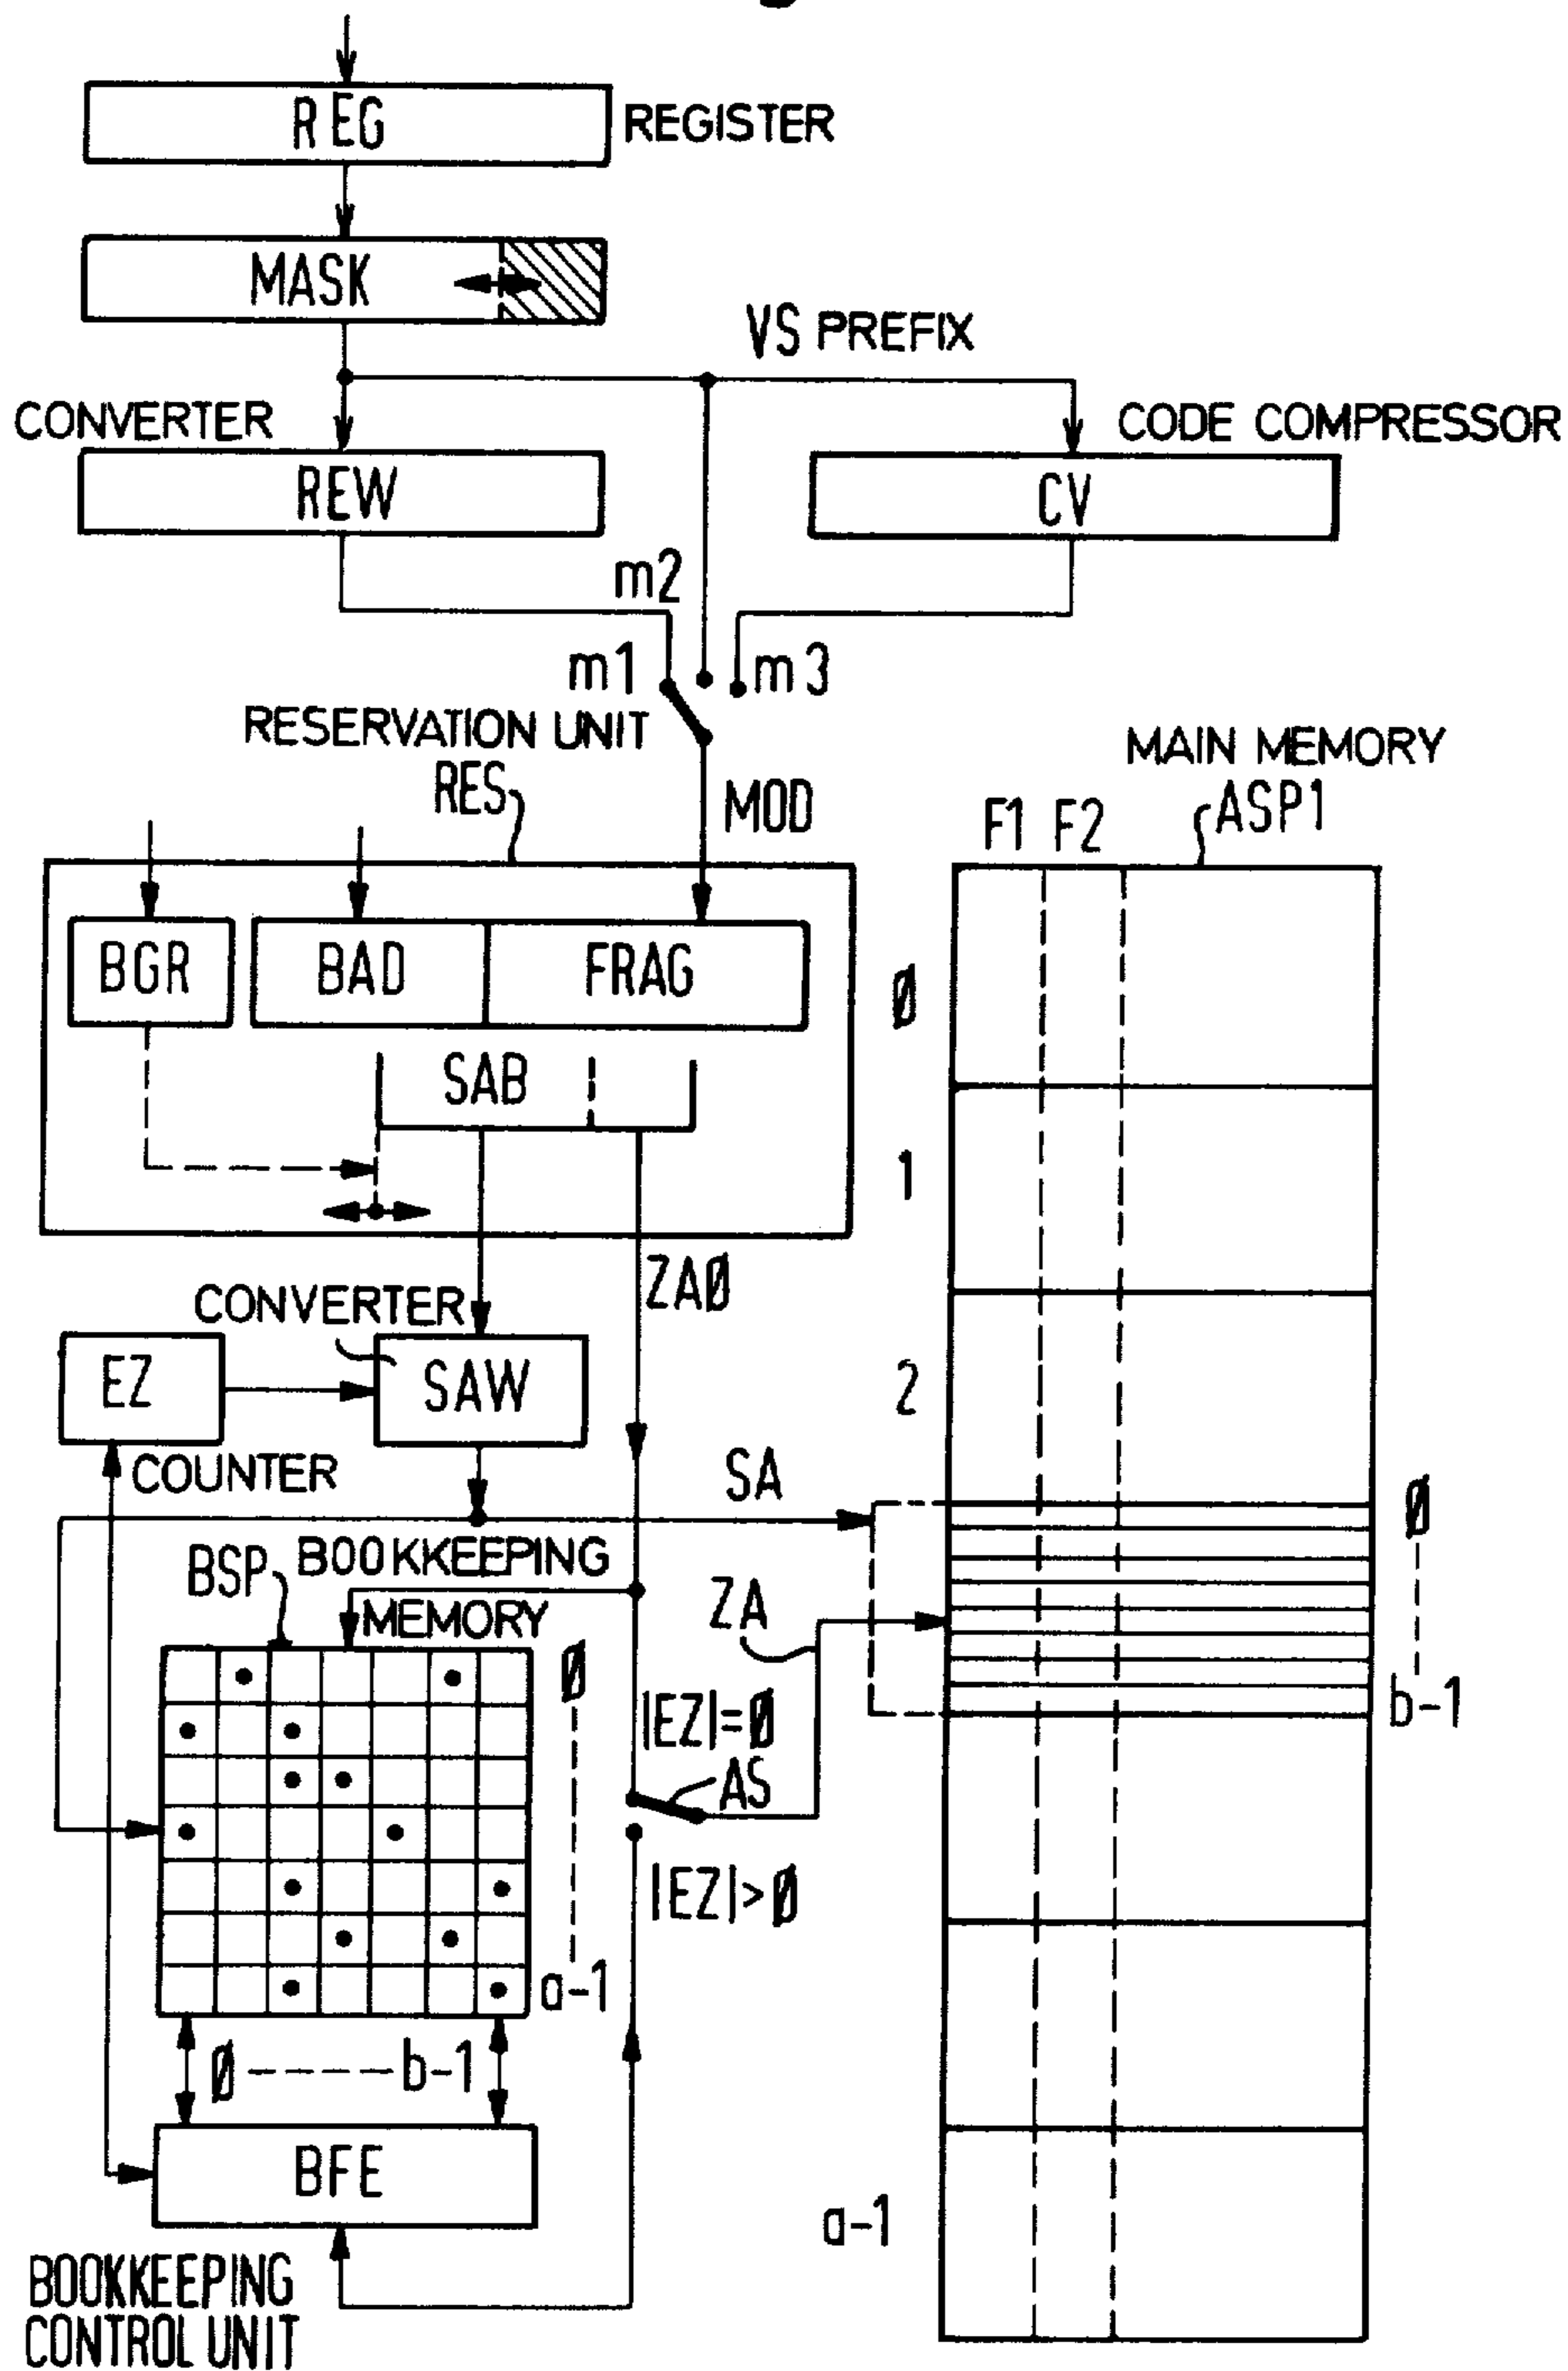 REG
REGISTER
MASK
VS PREFIX
CONVERTER
CODE COMPRESSOR
REW
CV
m2
m1
m3
RESERVATION UNIT
RES
MOD
MAIN MEMORY
ASP1
F1 F2
BGR
BAD
FRAG
Ø
SAB
1
ZAØ
CONVERTER
EZ
SAW
2
COUNTER
SA
Ø
BOOKKEEPING
BSP
MEMORY
ZA
Ø
|EZ|=Ø
b-1
AS
|EZ|>Ø
a-1
Ø
b-1
BFE
a-1
BOOKKEEPING
CONTROL UNIT